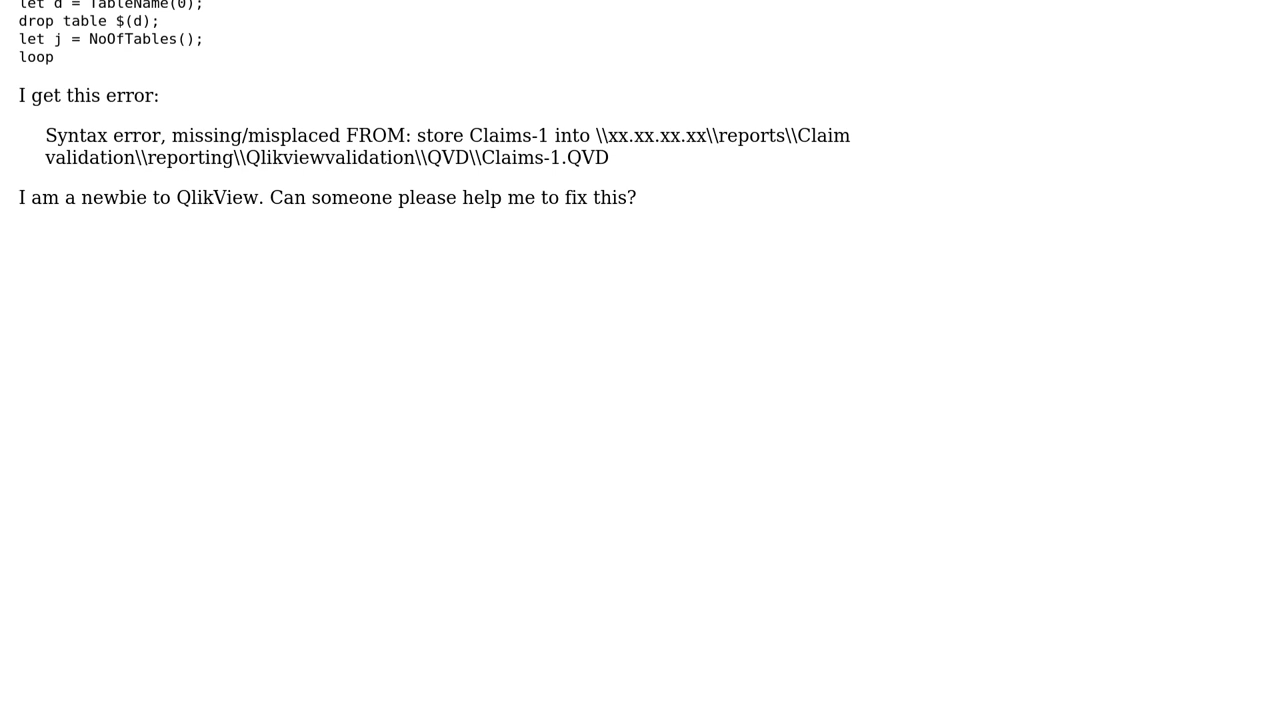 let d = TableName(0);
drop table $(d);
let j = NoOfTables();
loop
I get this error:
Syntax error, missing/misplaced FROM: store Claims-1 into \\xx.xx.xx.xx\\reports\\Claim
validation\\reporting\\Qlikviewvalidation\\QVD\\Claims-1.QVD
I am a newbie to QlikView. Can someone please help me to fix this?